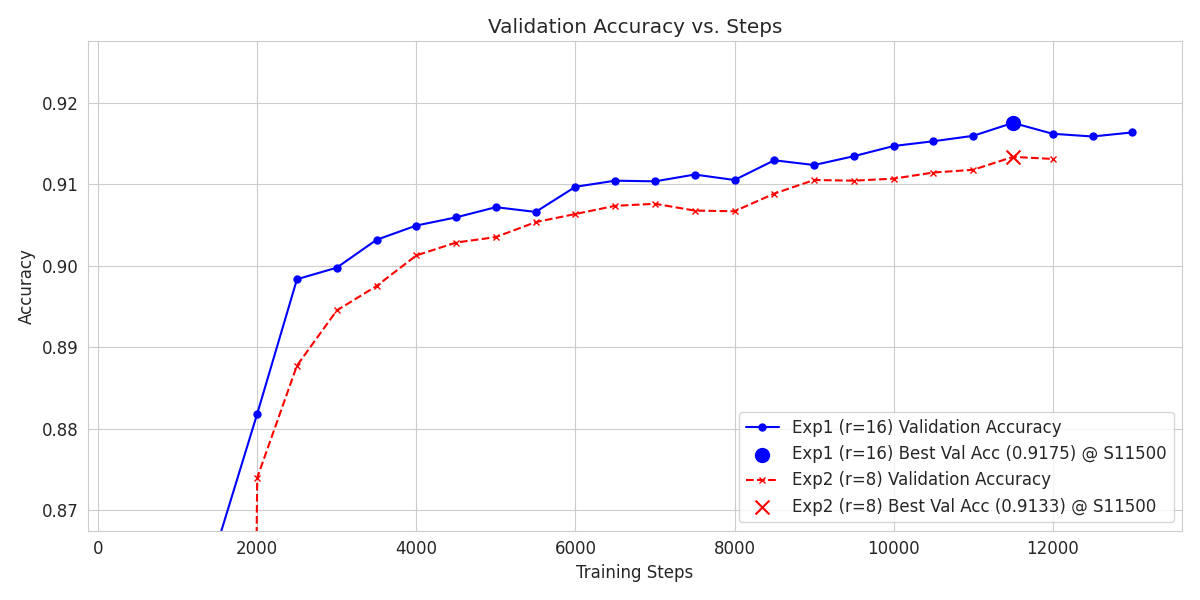 Validation Accuracy vs. Steps
0.92
0.91
0.90
0.89
0.88
0.87
Accuracy
Exp1 (r=16) Validation Accuracy
Exp1 (r=16) Best Val Acc (0.9175) @ S11500
Exp2 (r=8) Validation Accuracy
Exp2 (r=8) Best Val Acc (0.9133) @ S11500
0 2000 4000 6000 8000 10000 12000
Training Steps